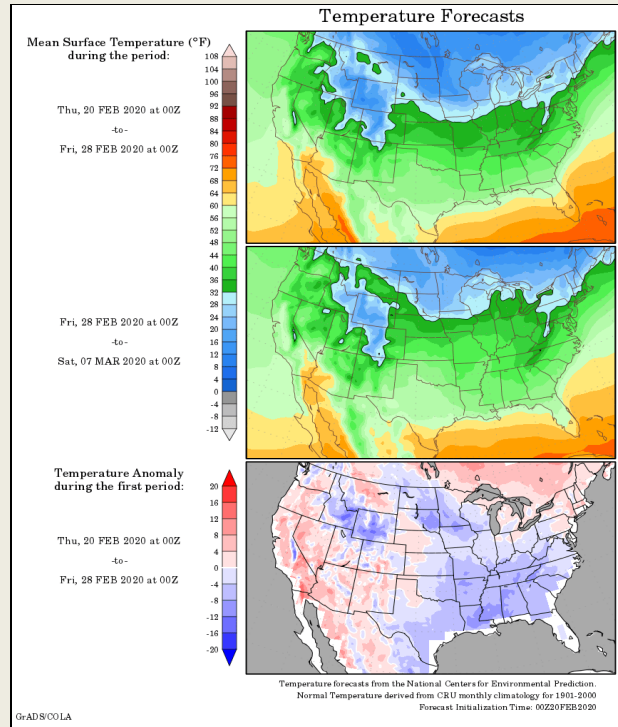 Temperature Forecasts
Mean Surface Temperature (°F)
during the period:
Thu, 20 FEB 2020 at 00Z
-to-
Fri, 28 FEB 2020 at 00Z
108
104
100
96
92
88
84
80
76
72
68
64
60
56
52
48
44
40
36
32
28
24
20
16
12
8
4
0
-4
-8
-12
Fri, 28 FEB 2020 at 00Z
-to-
Sat, 07 MAR 2020 at 00Z
Temperature Anomaly
during the first period:
Thu, 20 FEB 2020 at 00Z
-to-
Fri, 28 FEB 2020 at 00Z
20
16
12
8
4
0
-4
-8
-12
-16
-20
Temperature forecasts from the National Centers for Environmental Prediction.
Normal Temperature derived from CRU monthly climatology for 1901-2000
Forecast Initialization Time: 00Z20FEB2020
GrADS/COLA